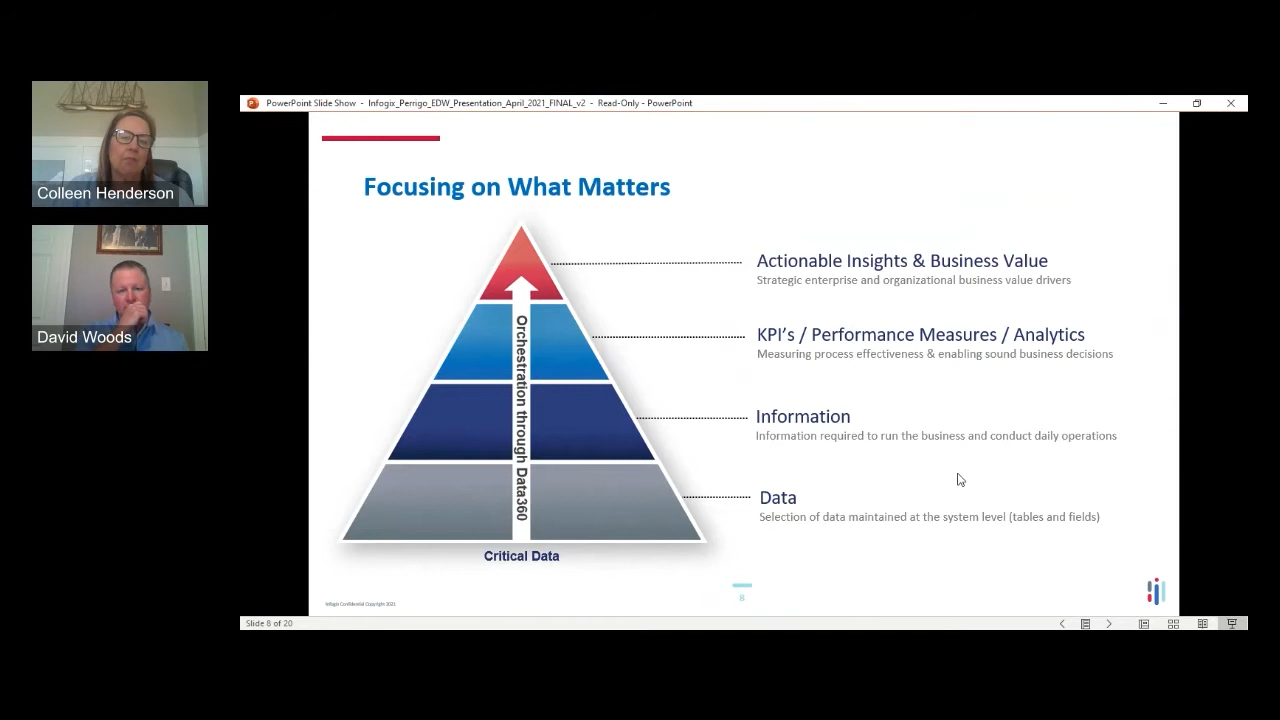 PowerPoint Slide Show - Infogix_Perrigo_EDW_Presentation_April_2021_FINAL_v2 - Read-Only - PowerPoint
Colleen Henderson
David Woods
Focusing on What Matters
Actionable Insights & Business Value
Strategic enterprise and organizational business value drivers
KPI's / Performance Measures / Analytics
Measuring process effectiveness & enabling sound business decisions
Information
Information required to run the business and conduct daily operations
Data
Selection of data maintained at the system level (tables and fields)
Orchestration through Data360
Critical Data
Infogix Confidential Copyright 2021
8
Slide 8 of 20